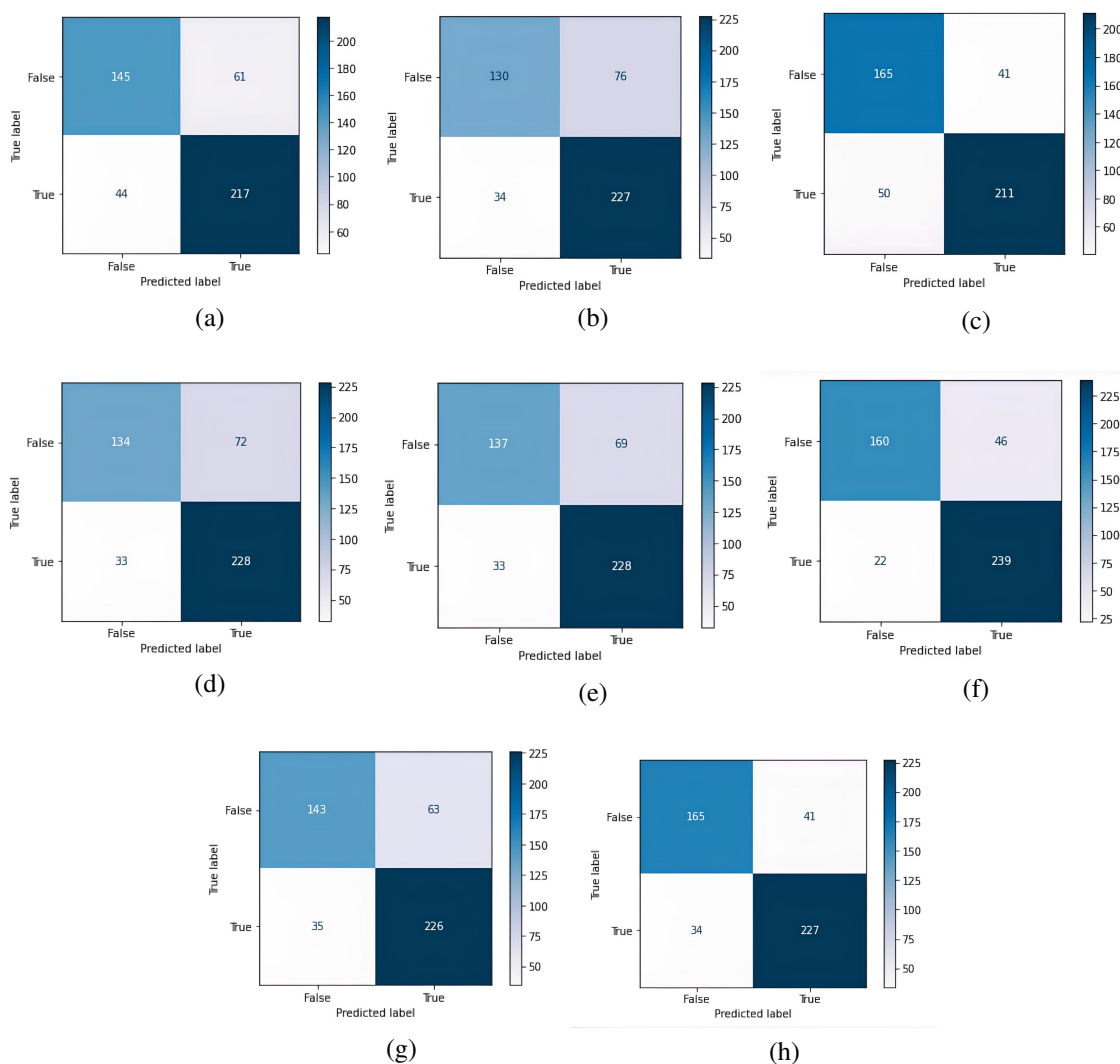 200
180
160
140
120
100
80
60
False
True
True label
145
61
44
217
False
True
Predicted label
(a)
225
200
175
150
125
100
75
50
False
True
True label
130
76
34
227
False
True
Predicted label
(b)
200
180
160
140
120
100
80
60
False
True
True label
165
41
50
211
False
True
Predicted label
(c)
225
200
175
150
125
100
75
50
False
True
True label
134
72
33
228
False
True
Predicted label
(d)
225
200
175
150
125
100
75
50
False
True
True label
137
69
33
228
False
True
Predicted label
(e)
225
200
175
150
125
100
75
50
25
False
True
True label
160
46
22
239
False
True
Predicted label
(f)
225
200
175
150
125
100
75
50
False
True
True label
143
63
35
226
False
True
Predicted label
(g)
225
200
175
150
125
100
75
50
False
True
True label
165
41
34
227
False
True
Predicted label
(h)